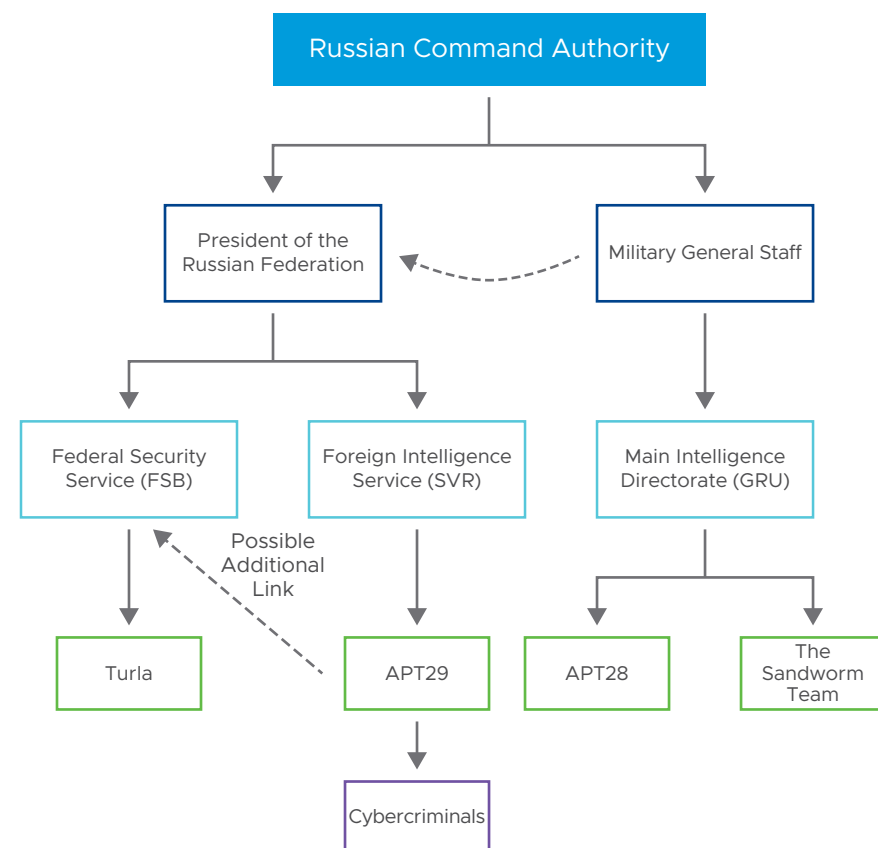 Russian Command Authority
President of the
Russian Federation
Military General Staff
Federal Security
Service (FSB)
Foreign Intelligence
Service (SVR)
Main Intelligence
Directorate (GRU)
Possible
Additional
Link
Turla
APT29
APT28
The
Sandworm
Team
Cybercriminals